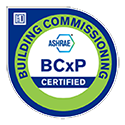 BUILDING COMMISSIONING
ASHRAE
BCxP
CERTIFIED